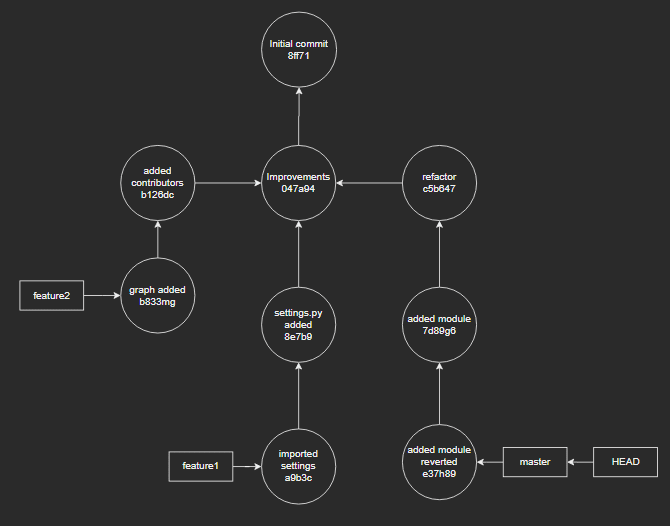 Initial commit
8ff71
added
contributors
b126dc
Improvements
047a94
refactor
c5b647
feature2
graph added
b833mg
settings.py
added
8e7b9
added module
7d89g6
feature1
imported
settings
a9b3c
added module
reverted
e37h89
master
HEAD